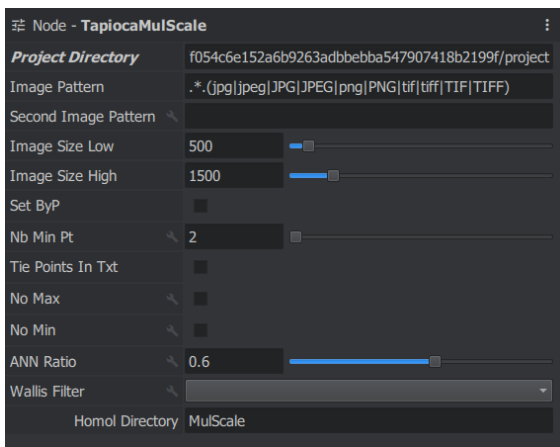 Node - TapiocaMulScale
Project Directory f054c6e152a6b9263adbbebba547907418b2199f/project
Image Pattern .*.(jpg|jpeg|JPG|JPEG|png|PNG|tif|tiff|TIF|TIFF)
Second Image Pattern
Image Size Low 500
Image Size High 1500
Set ByP
Nb Min Pt 2
Tie Points In Txt
No Max
No Min
ANN Ratio 0.6
Wallis Filter
Homol Directory MulScale